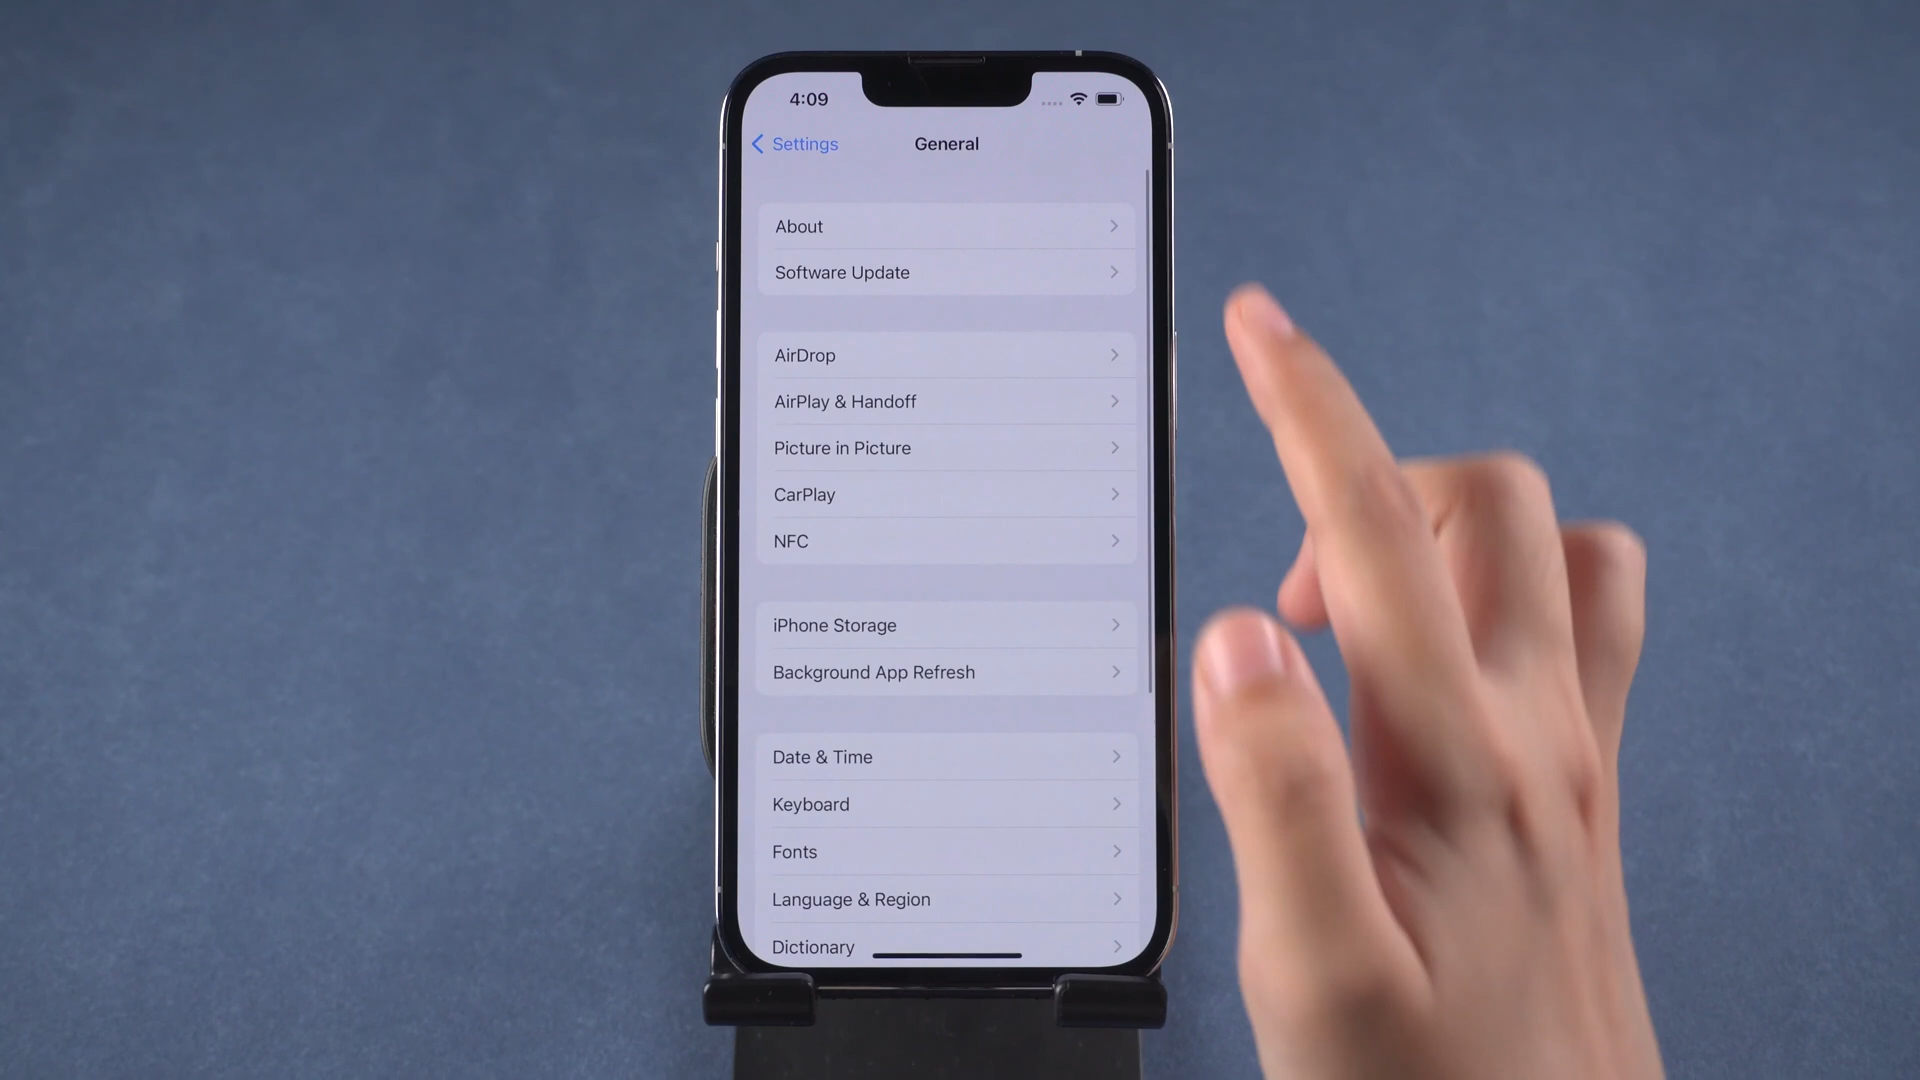 4:09
Settings
General
About
Software Update
AirDrop
AirPlay & Handoff
Picture in Picture
CarPlay
NFC
iPhone Storage
Background App Refresh
Date & Time
Keyboard
Fonts
Language & Region
Dictionary